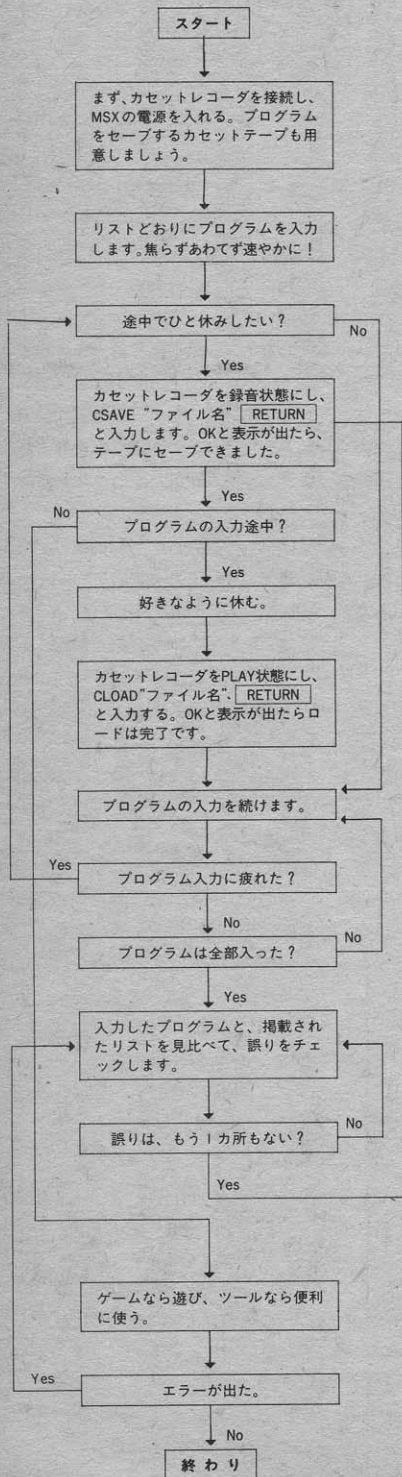 スタート
まず、カセットレコーダを接続し、
MSXの電源を入れる。プログラム
をセーブするカセットテープも用
意しましょう。
リストどおりにプログラムを入力
します。焦らずあわてず速やかに！
途中でひと休みしたい？
No
Yes
カセットレコーダを録音状態にし、
CSAVE "ファイル名" RETURN
と入力します。OKと表示が出たら、
テープにセーブできました。
Yes
No
プログラムの入力途中？
Yes
好きなように休む。
カセットレコーダをPLAY状態にし、
CLOAD"ファイル名"、RETURN
と入力する。OKと表示が出たらロ
ードは完了です。
プログラムの入力を続けます。
Yes
プログラム入力に疲れた？
No
プログラムは全部入った？
No
Yes
入力したプログラムと、掲載され
たリストを見比べて、誤りをチェ
ックします。
誤りは、もう1カ所もない？
No
Yes
ゲームなら遊び、ツールなら便利
に使う。
Yes
エラーが出た。
No
終わり